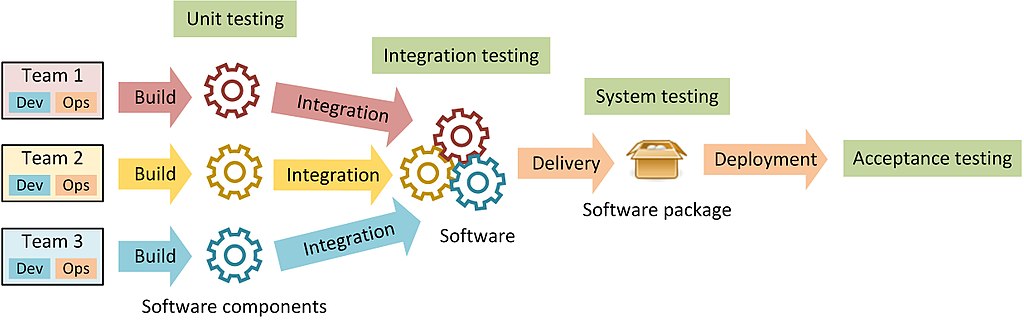 Unit testing
Integration testing
System testing
Acceptance testing
Team 1
Dev Ops
Build
Integration
Team 2
Dev Ops
Build
Integration
Delivery
Deployment
Team 3
Dev Ops
Build
Integration
Software components
Software
Software package